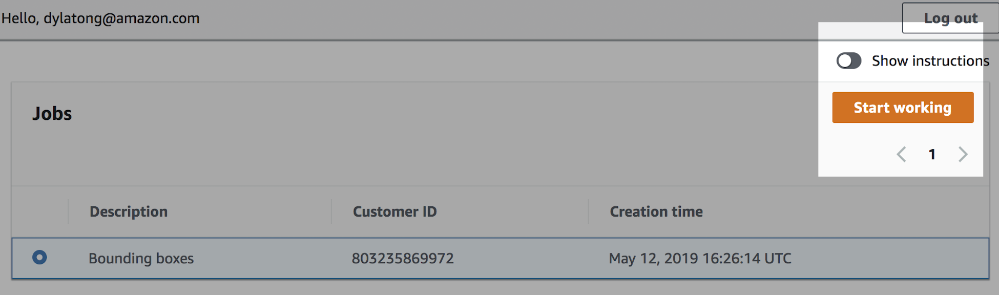 Hello, dylatong@amazon.com
Log out
Show instructions
Jobs
Start working
1
Description Customer ID Creation time
Bounding boxes 803235869972 May 12, 2019 16:26:14 UTC